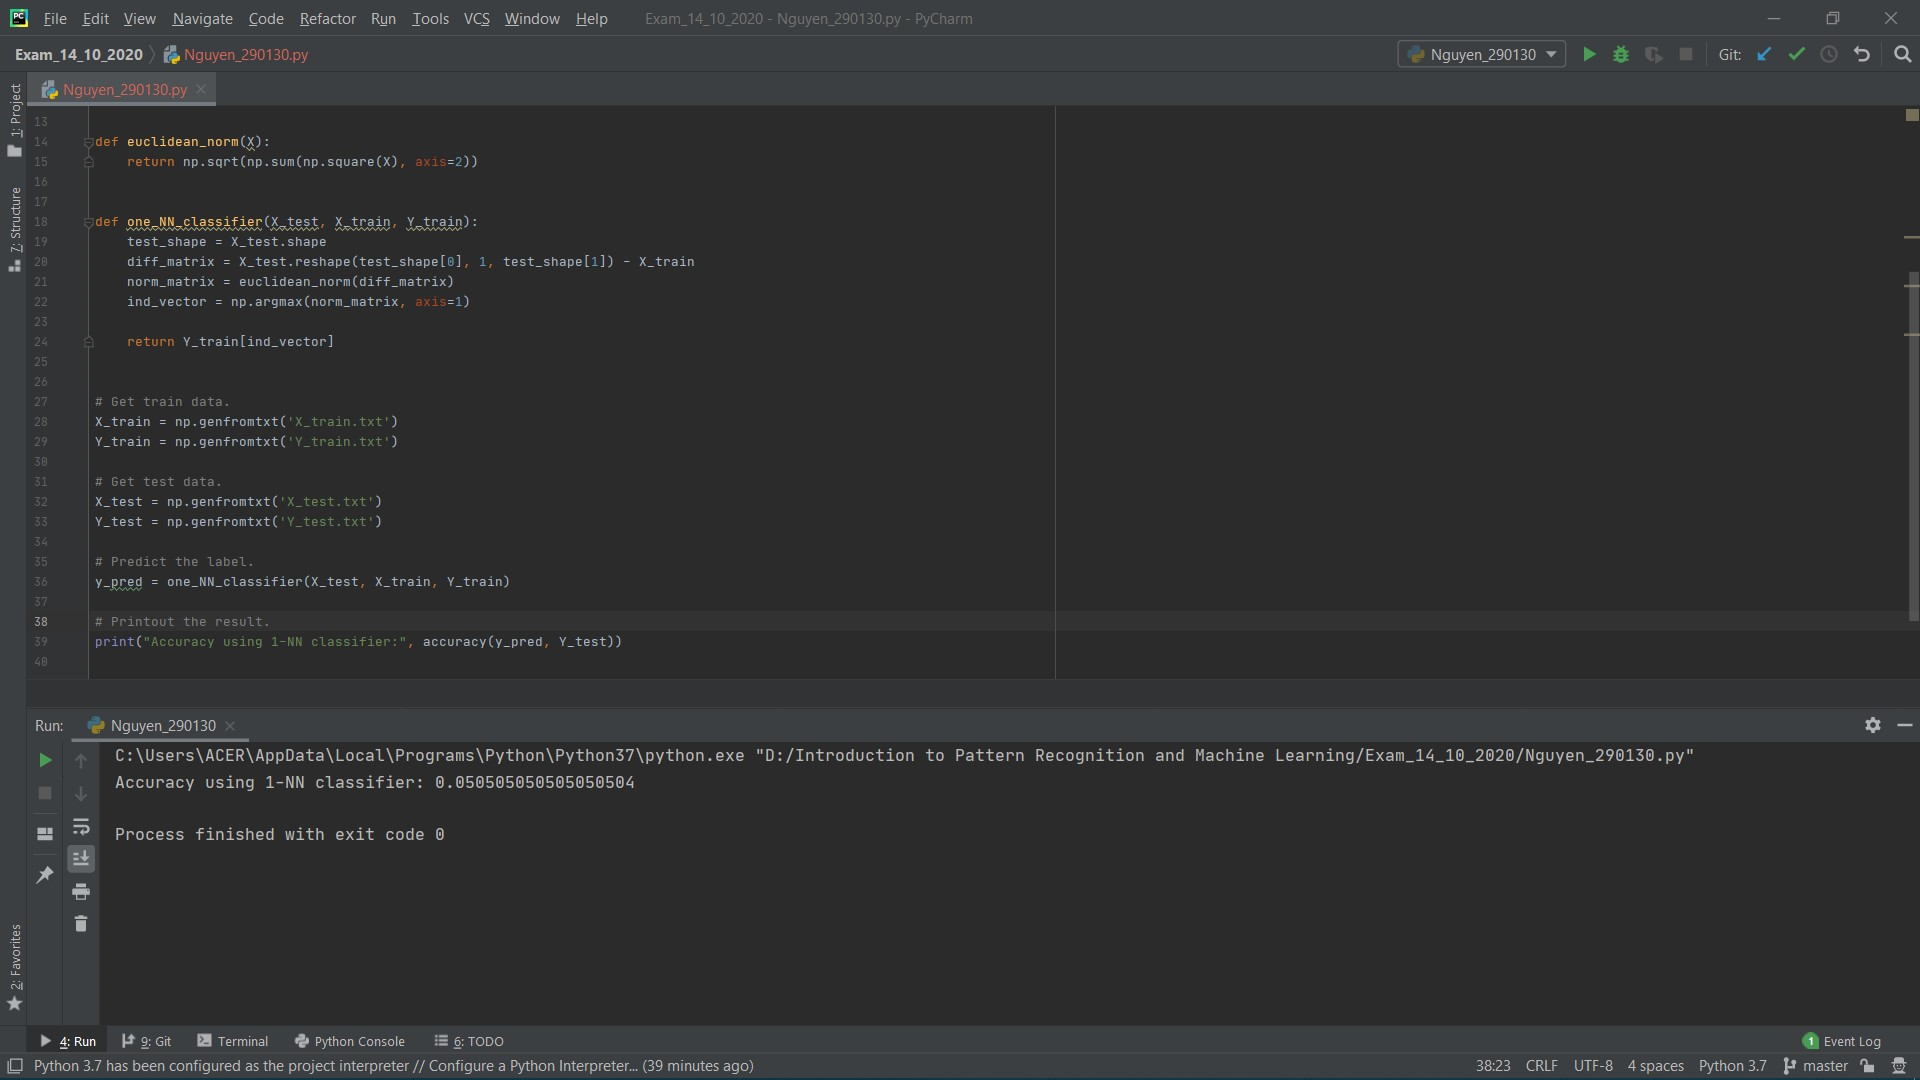 File Edit View Navigate Code Refactor Run Tools VCS Window Help Exam_14_10_2020 - Nguyen_290130.py - PyCharm
Exam_14_10_2020 Nguyen_290130.py Nguyen_290130 Git:
Nguyen_290130.py
1: Project
7: Structure
13
14 def euclidean_norm(X):
15 return np.sqrt(np.sum(np.square(X), axis=2))
16
17
18 def one_NN_classifier(X_test, X_train, Y_train):
19 test_shape = X_test.shape
20 diff_matrix = X_test.reshape(test_shape[0], 1, test_shape[1]) - X_train
21 norm_matrix = euclidean_norm(diff_matrix)
22 ind_vector = np.argmax(norm_matrix, axis=1)
23
24 return Y_train[ind_vector]
25
26
27 # Get train data.
28 X_train = np.genfromtxt('X_train.txt')
29 Y_train = np.genfromtxt('Y_train.txt')
30
31 # Get test data.
32 X_test = np.genfromtxt('X_test.txt')
33 Y_test = np.genfromtxt('Y_test.txt')
34
35 # Predict the label.
36 y_pred = one_NN_classifier(X_test, X_train, Y_train)
37
38 # Printout the result.
39 print("Accuracy using 1-NN classifier:", accuracy(y_pred, Y_test))
40
Run: Nguyen_290130
C:\Users\ACER\AppData\Local\Programs\Python\Python37\python.exe "D:/Introduction to Pattern Recognition and Machine Learning/Exam_14_10_2020/Nguyen_290130.py"
Accuracy using 1-NN classifier: 0.050505050505050504
Process finished with exit code 0
2: Favorites
4: Run 9: Git Terminal Python Console 6: TODO 1 Event Log
Python 3.7 has been configured as the project interpreter // Configure a Python Interpreter... (39 minutes ago) 38:23 CRLF UTF-8 4 spaces Python 3.7 master